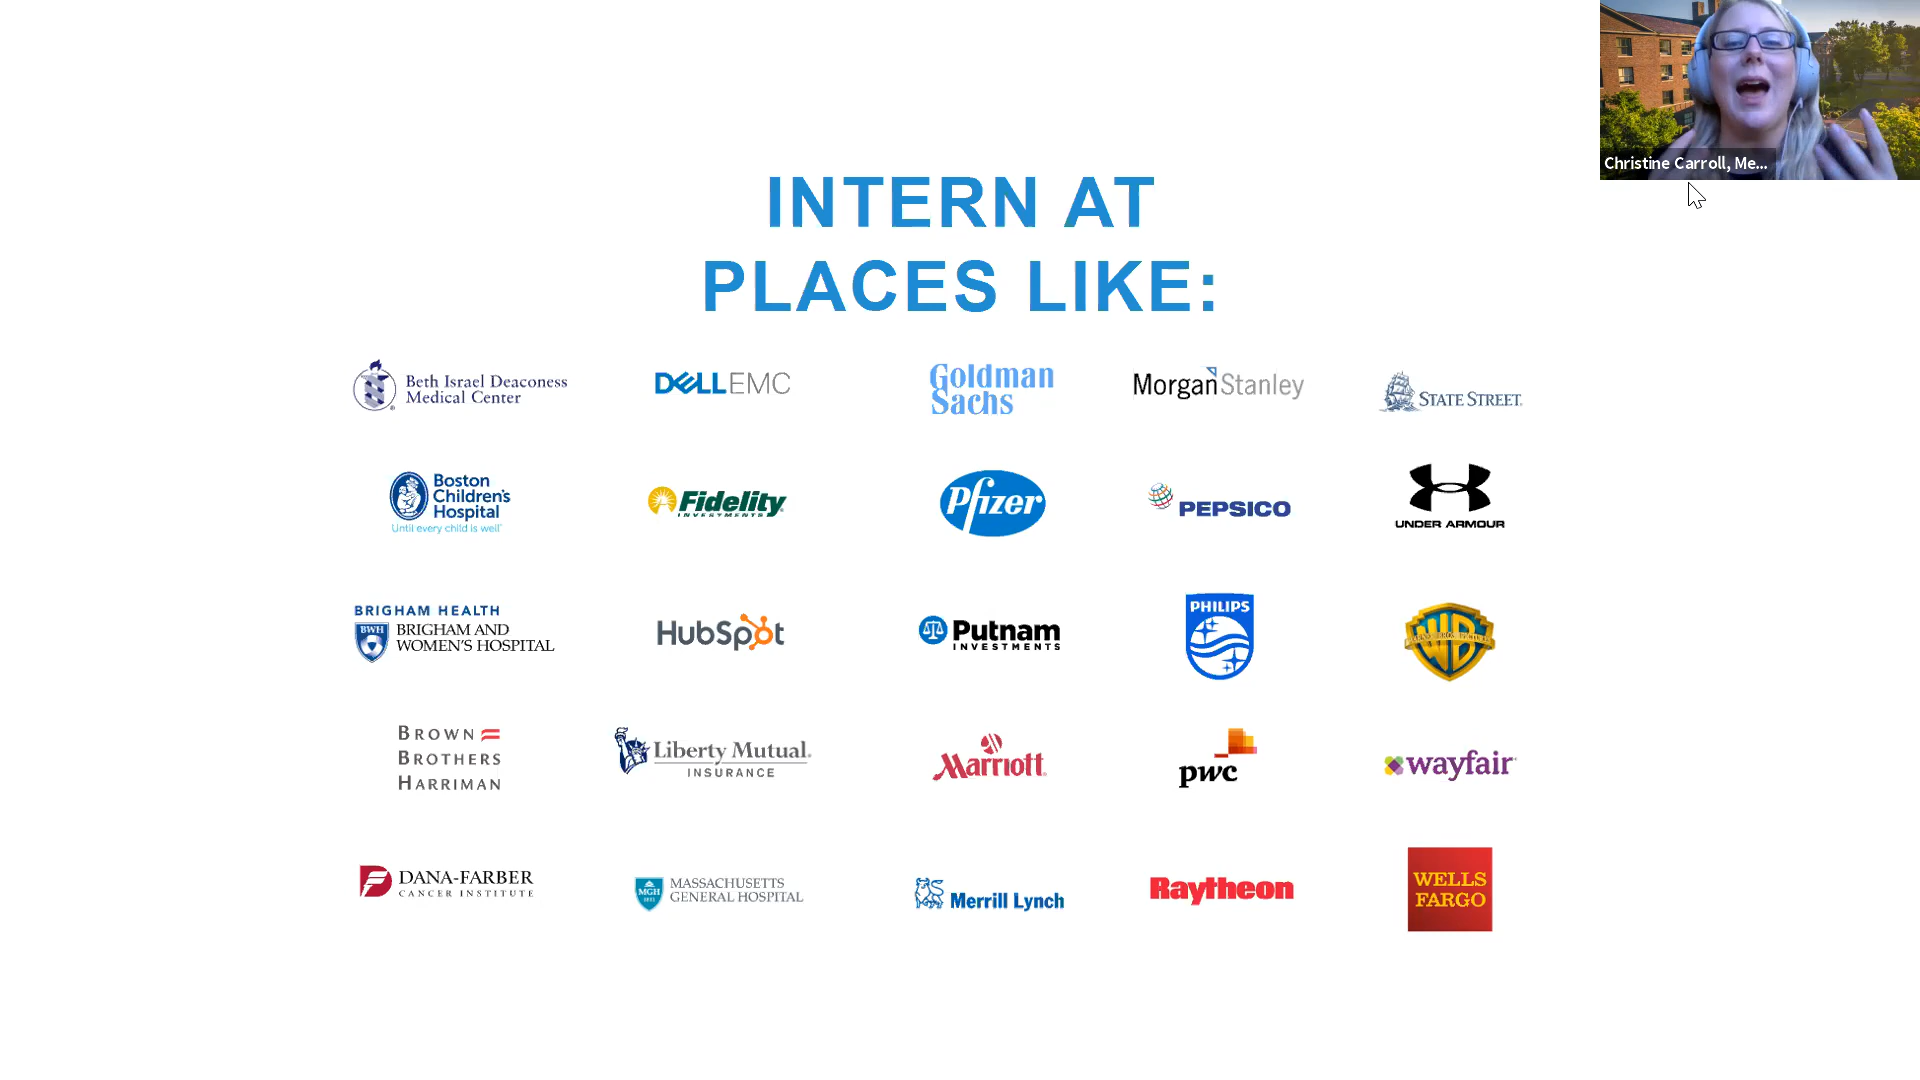 Christine Carroll, Me...
INTERN AT
PLACES LIKE:
Beth Israel Deaconess
Medical Center
DELLEMC
Goldman
Sachs
MorganStanley
STATE STREET.
Boston
Children's
Hospital
Until every child is well
Fidelity
INVESTMENTS
Pfizer
PEPSICO
UNDER ARMOUR
BRIGHAM HEALTH
BWH
BRIGHAM AND
WOMEN'S HOSPITAL
HubSpot
Putnam
INVESTMENTS
PHILIPS
WB
BROWN
BROTHERS
HARRIMAN
Liberty Mutual.
INSURANCE
Marriott
pwc
wayfair
DANA-FARBER
CANCER INSTITUTE
MGH
1811
MASSACHUSETTS
GENERAL HOSPITAL
Merrill Lynch
Raytheon
WELLS
FARGO